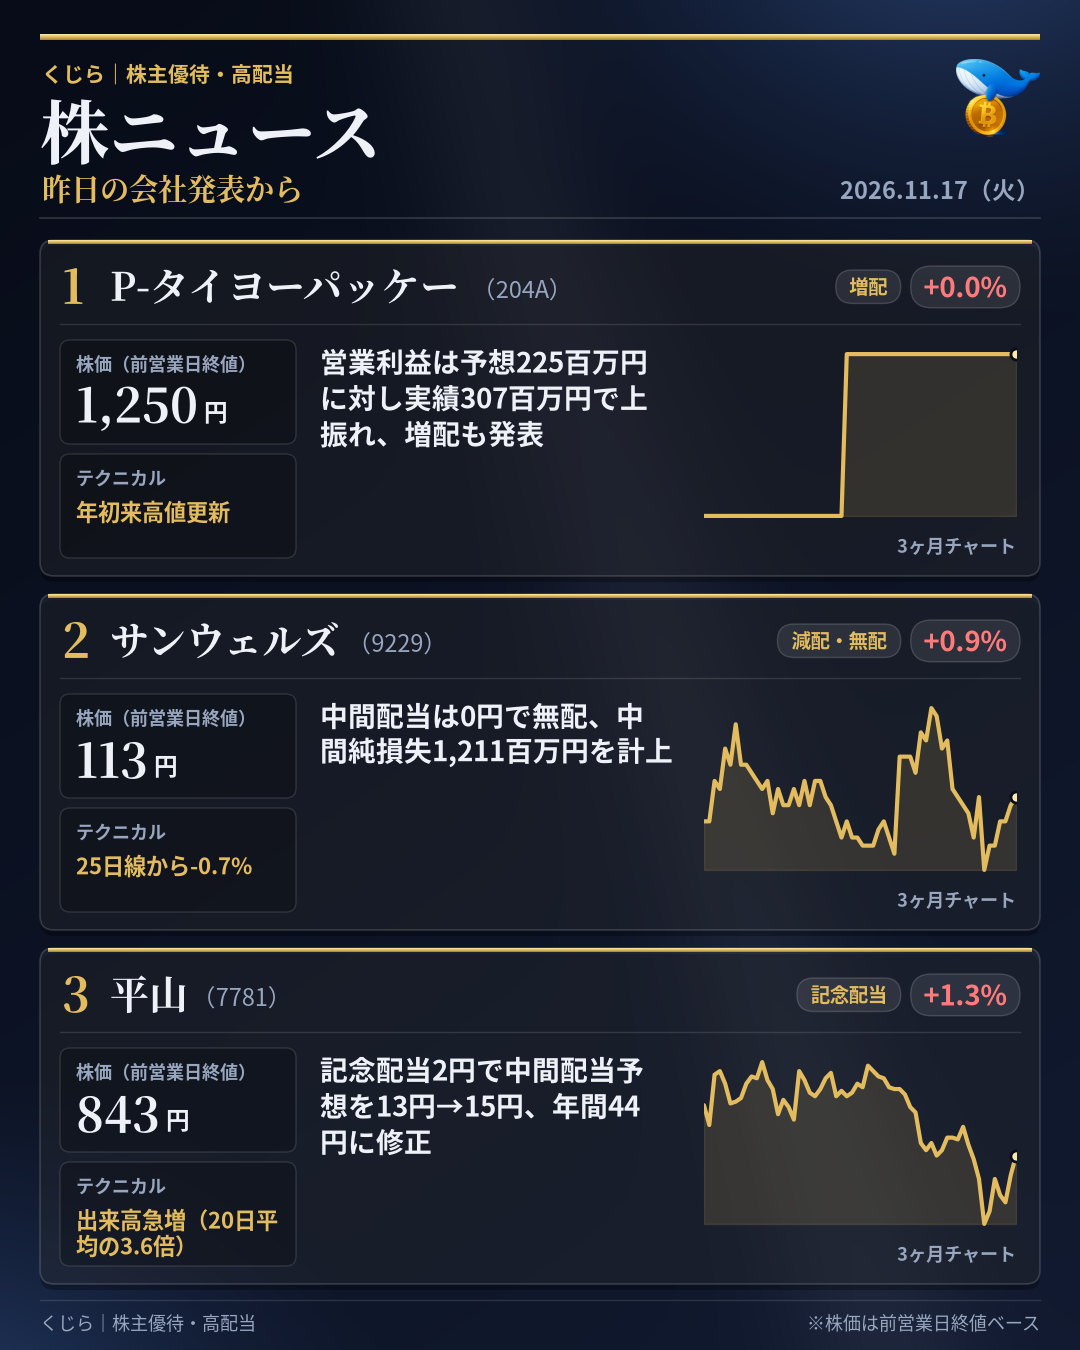 くじら｜株主優待・高配当
株ニュース
昨日の会社発表から
2026.11.17（火）
1 P-タイヨーパッケー （204A） 増配 +0.0%
株価（前営業日終値）
1,250 円
テクニカル
年初来高値更新
営業利益は予想225百万円
に対し実績307百万円で上
振れ、増配も発表
3ヶ月チャート
2 サンウェルズ （9229） 減配・無配 +0.9%
株価（前営業日終値）
113 円
テクニカル
25日線から-0.7%
中間配当は0円で無配、中
間純損失1,211百万円を計上
3ヶ月チャート
3 平山 （7781） 記念配当 +1.3%
株価（前営業日終値）
843 円
テクニカル
出来高急増（20日平
均の3.6倍）
記念配当2円で中間配当予
想を13円→15円、年間44
円に修正
3ヶ月チャート
くじら｜株主優待・高配当
※株価は前営業日終値ベース